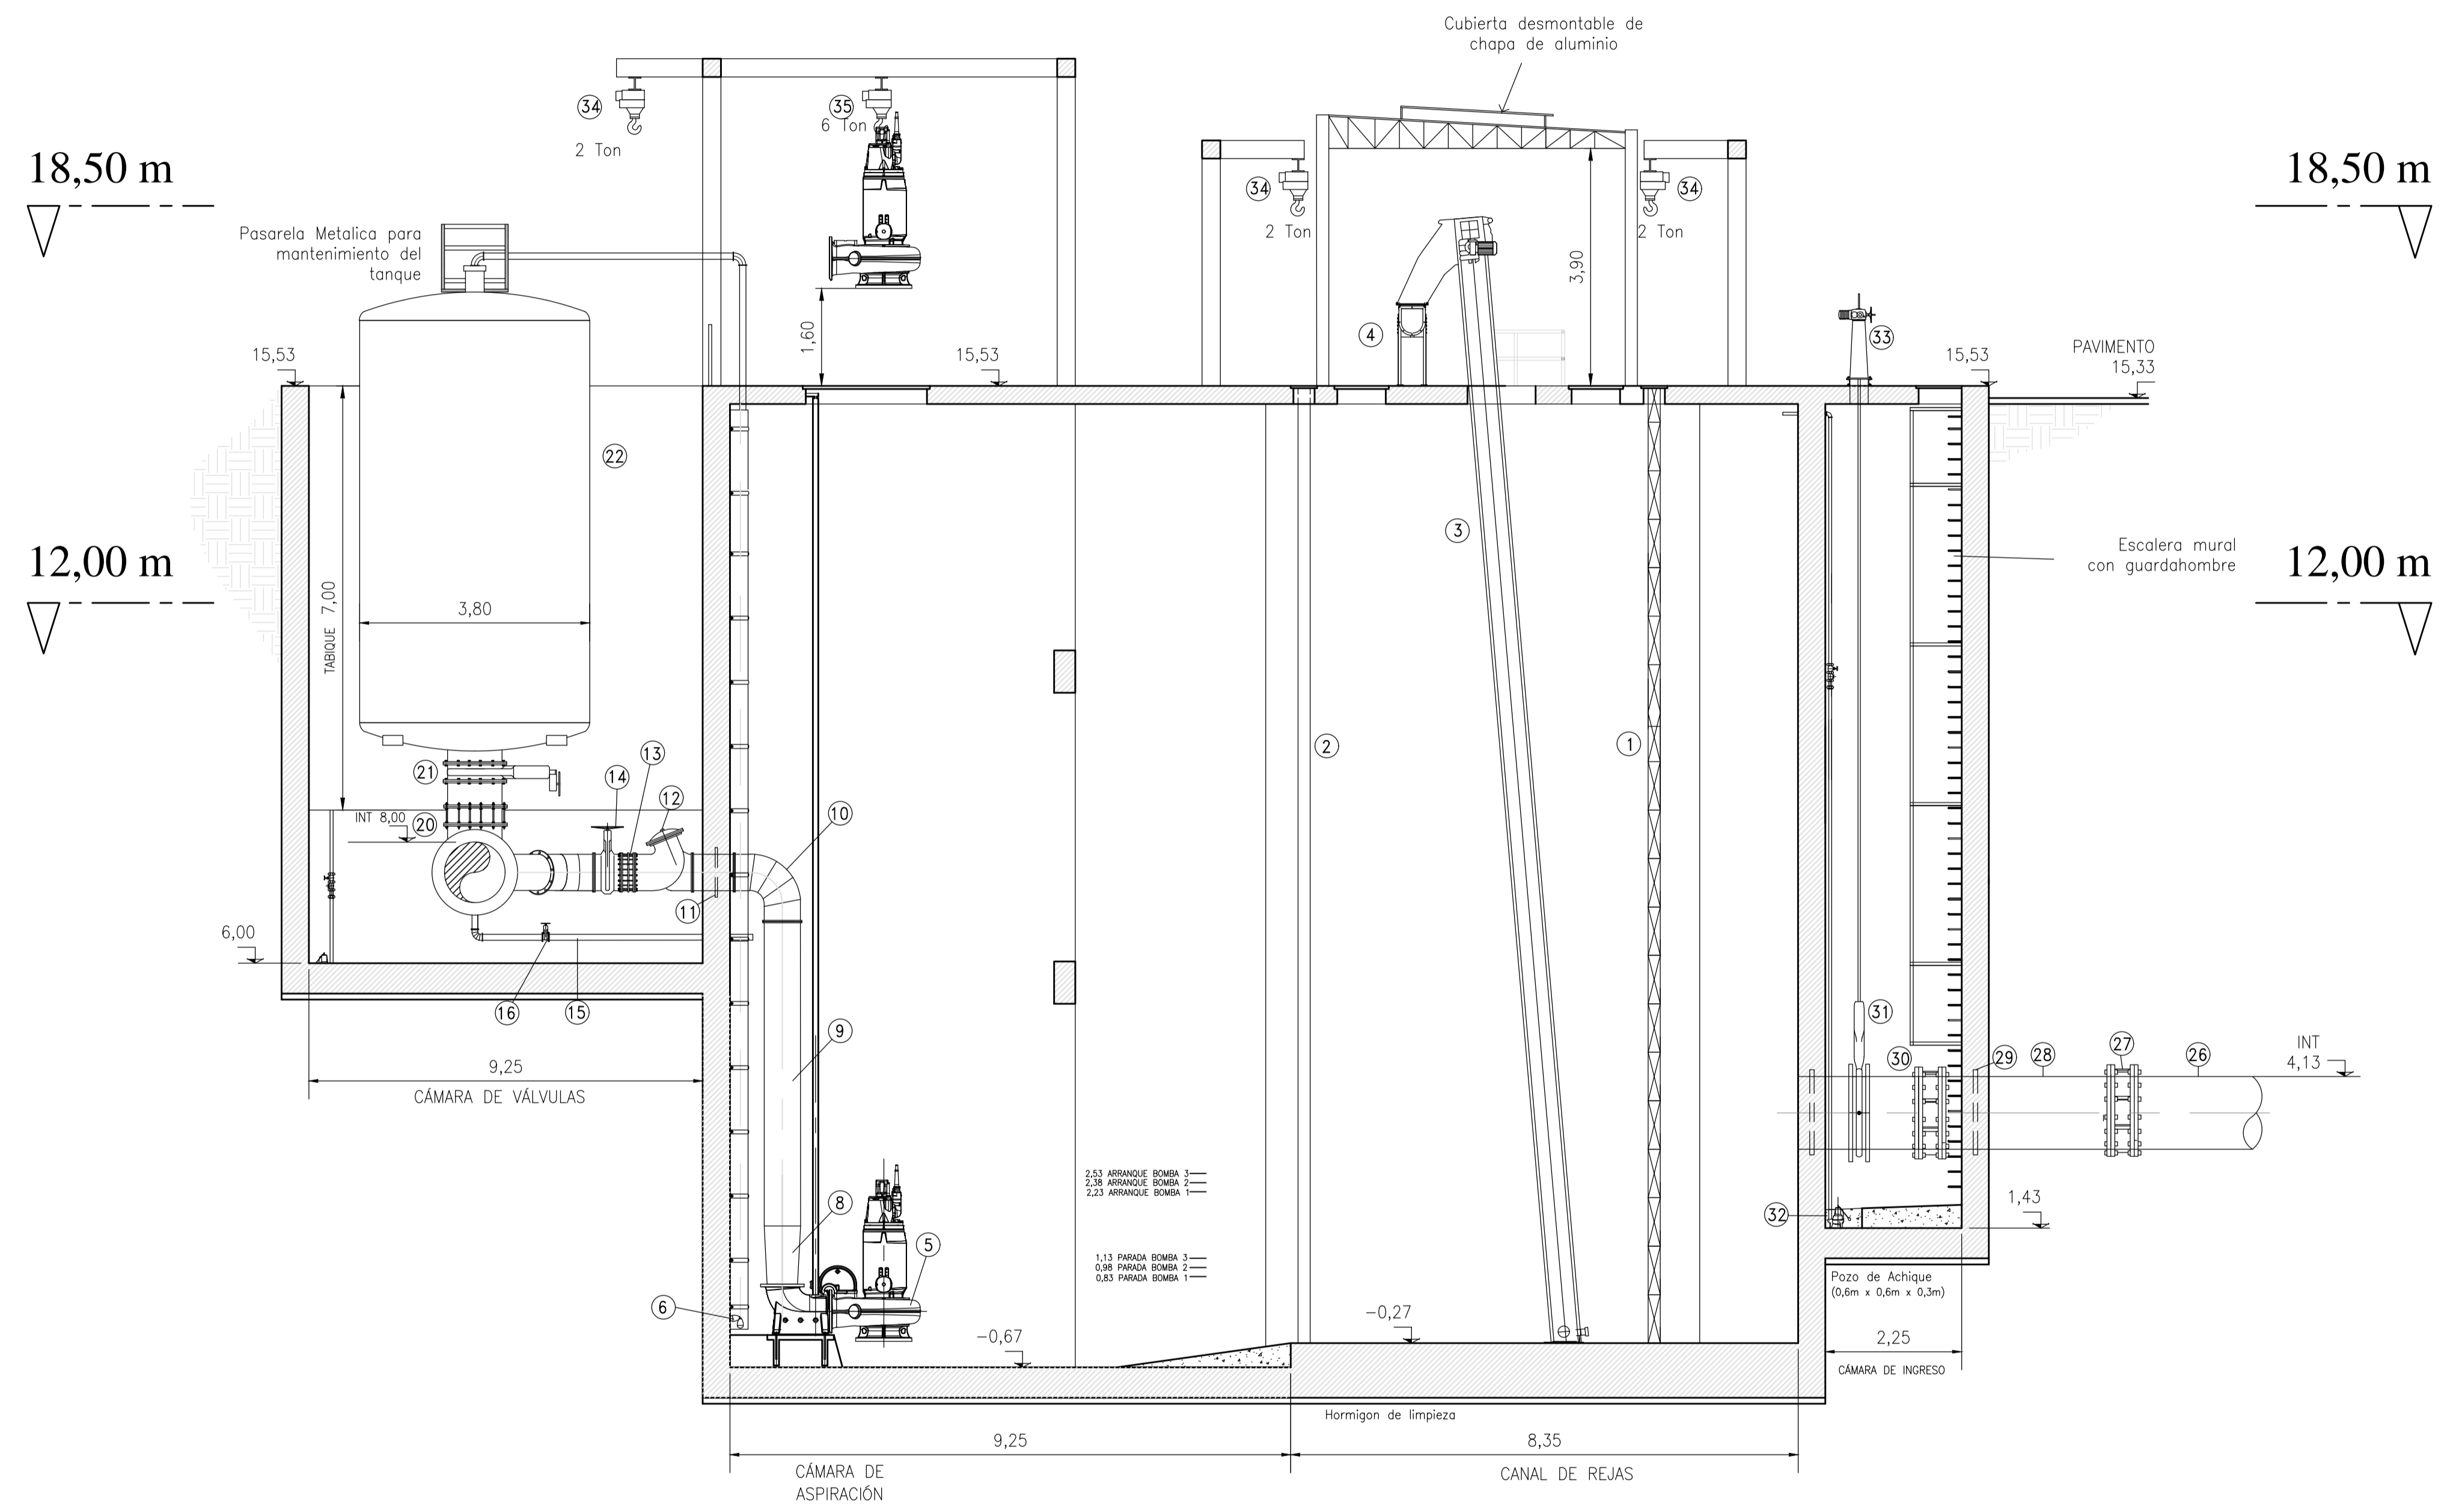 Cubierta desmontable de
chapa de aluminio
34
2 Ton
35
6 Ton
34
2 Ton
34
2 Ton
18,50 m
18,50 m
Pasarela Metalica para
mantenimiento del
tanque
1,60
3,90
4
33
15,53
15,53
15,53
PAVIMENTO
15,33
22
3
12,00 m
12,00 m
Escalera mural
con guardahombre
TABIQUE 7,00
3,80
21
13
14
12
10
2
1
INT 8,00
20
11
6,00
16
15
9
31
30
29
28
27
26
INT
4,13
9,25
CÁMARA DE VÁLVULAS
2,53 ARRANQUE BOMBA 3
2,38 ARRANQUE BOMBA 2
2,23 ARRANQUE BOMBA 1
8
5
32
1,43
1,13 PARADA BOMBA 3
0,98 PARADA BOMBA 2
0,83 PARADA BOMBA 1
6
Pozo de Achique
(0,6m x 0,6m x 0,3m)
-0,67
-0,27
2,25
CÁMARA DE INGRESO
Hormigon de limpieza
9,25
8,35
CÁMARA DE
ASPIRACIÓN
CANAL DE REJAS